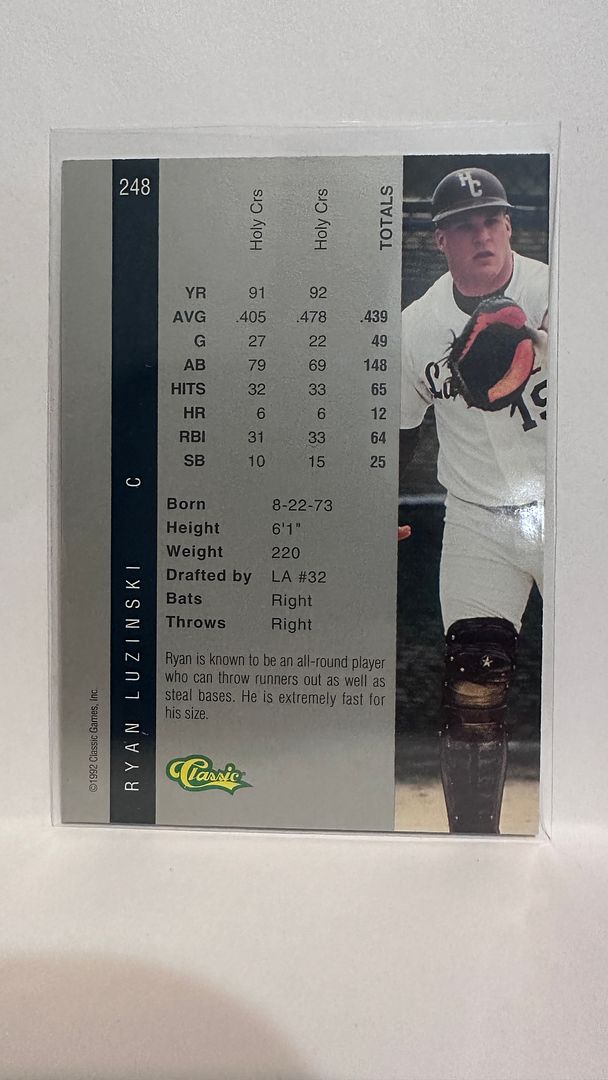 248
Holy Crs Holy Crs TOTALS
YR 91 92
AVG .405 .478 .439
G 27 22 49
AB 79 69 148
HITS 32 33 65
HR 6 6 12
RBI 31 33 64
SB 10 15 25
Born 8-22-73
Height 6'1"
Weight 220
Drafted by LA #32
Bats Right
Throws Right
Ryan is known to be an all-round player
who can throw runners out as well as
steal bases. He is extremely fast for
his size.
Classic
RYAN LUZINSKI C
©1992 Classic Games, Inc.
HC
19